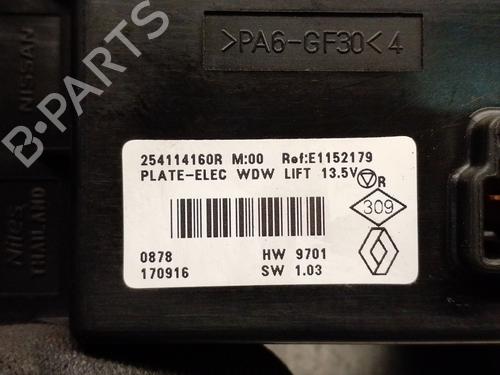 >PA6-GF30<4
NISSAN
Niles
THAILAND
254114160R M:00 Ref:E1152179
PLATE-ELEC WDW LIFT 13.5V
R
309
0878 HW 9701
170916 SW 1.03
B-PARTS